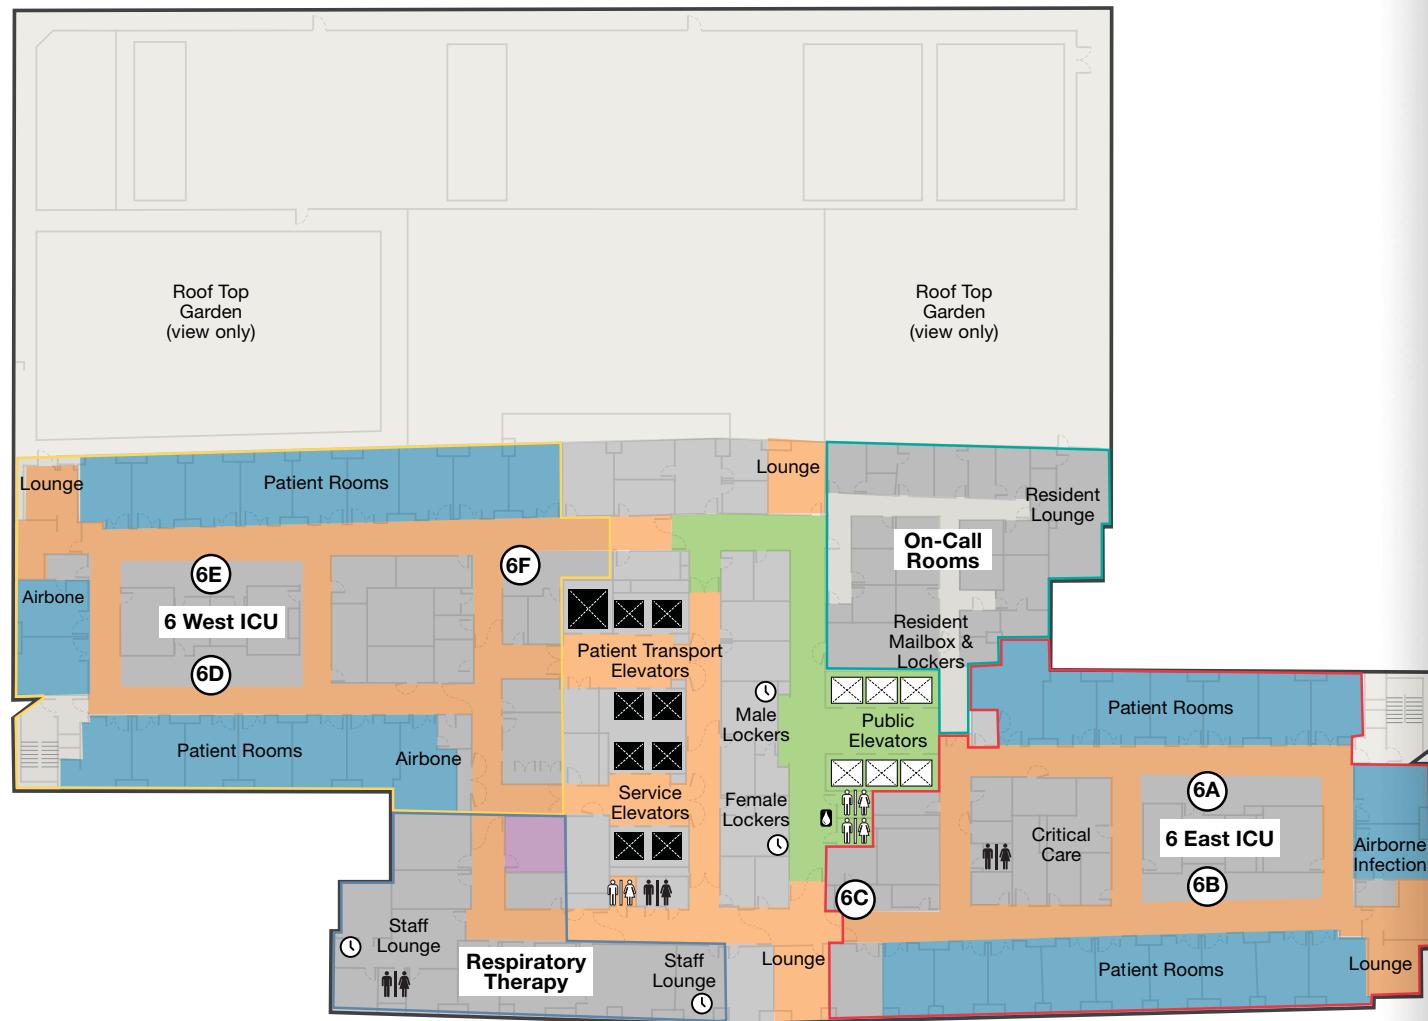 Roof Top
Garden
(view only)
Roof Top
Garden
(view only)
Lounge
Patient Rooms
Lounge
Resident
Lounge
On-Call
Rooms
6E
6F
Airbone
6 West ICU
Resident
Mailbox &
Lockers
Patient Transport
Elevators
6D
Male
Lockers
Public
Elevators
Patient Rooms
Patient Rooms
Airbone
Service
Elevators
Female
Lockers
6A
Critical
Care
6 East ICU
Airborne
Infection
6B
6C
Staff
Lounge
Respiratory
Therapy
Staff
Lounge
Lounge
Patient Rooms
Lounge